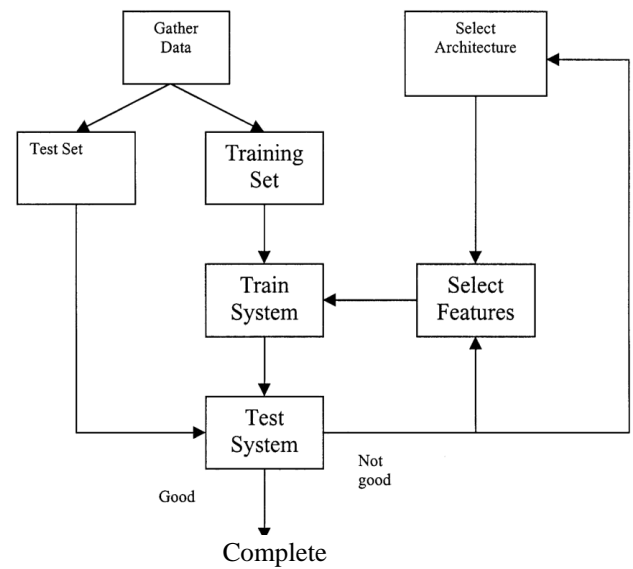 Gather
Data
Select
Architecture
Test Set
Training
Set
Train
System
Select
Features
Test
System
Not
good
Good
Complete